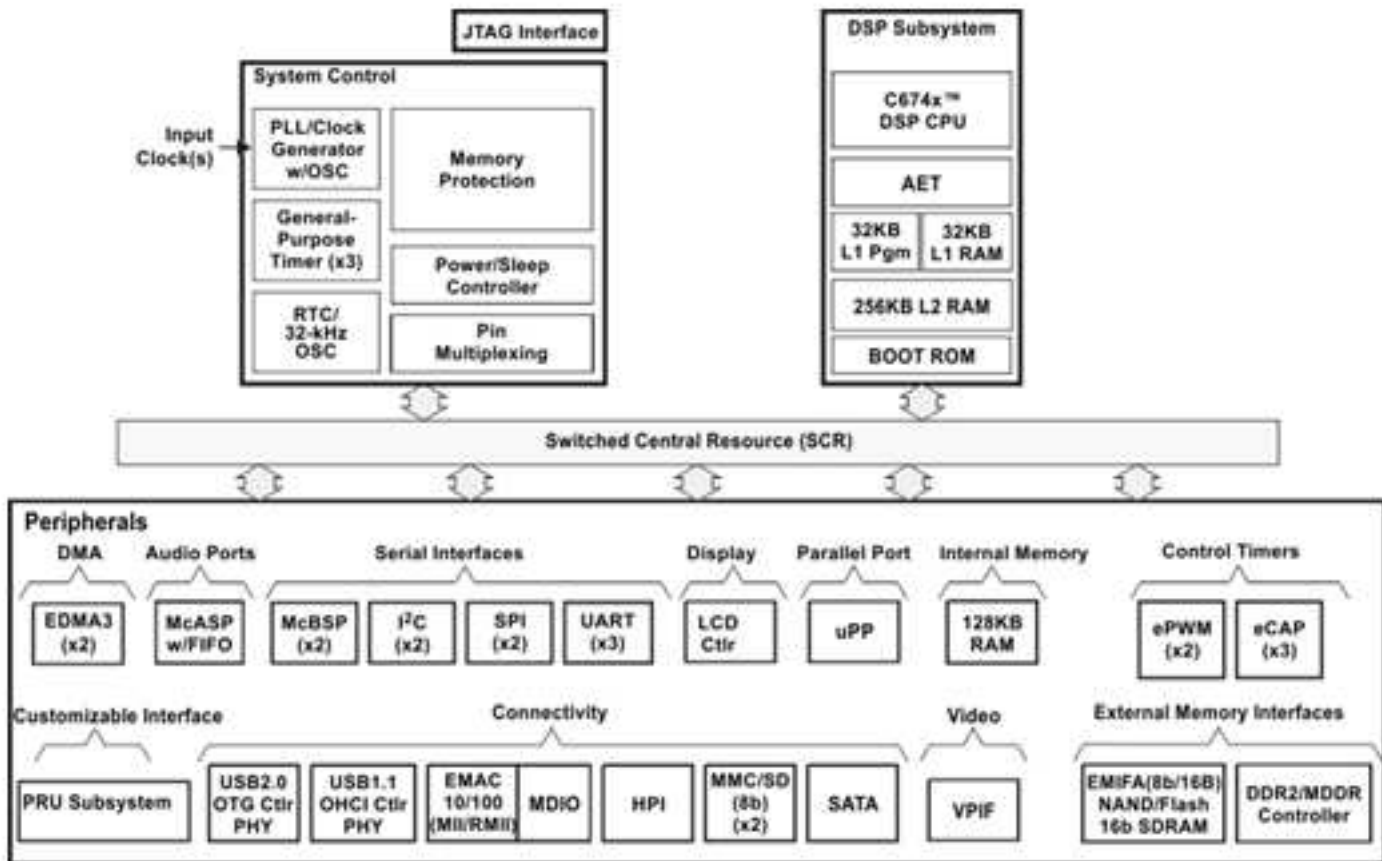 JTAG Interface
System Control
Input
Clock(s)
PLL/Clock
Generator
w/OSC
General-
Purpose
Timer (x3)
RTC/
32-kHz
OSC
Memory
Protection
Power/Sleep
Controller
Pin
Multiplexing
DSP Subsystem
C674x™
DSP CPU
AET
32KB
L1 Pgm
32KB
L1 RAM
256KB L2 RAM
BOOT ROM
Switched Central Resource (SCR)
Peripherals
DMA
EDMA3
(x2)
Audio Ports
McASP
w/FIFO
Serial Interfaces
McBSP
(x2)
I²C
(x2)
SPI
(x2)
UART
(x3)
Display
LCD
Ctlr
Parallel Port
uPP
Internal Memory
128KB
RAM
Control Timers
ePWM
(x2)
eCAP
(x3)
Customizable Interface
PRU Subsystem
Connectivity
USB2.0
OTG Ctlr
PHY
USB1.1
OHCI Ctlr
PHY
EMAC
10/100
(MII/RMII)
MDIO
HPI
MMC/SD
(8b)
(x2)
SATA
Video
VPIF
External Memory Interfaces
EMIFA(8b/16B)
NAND/Flash
16b SDRAM
DDR2/MDDR
Controller